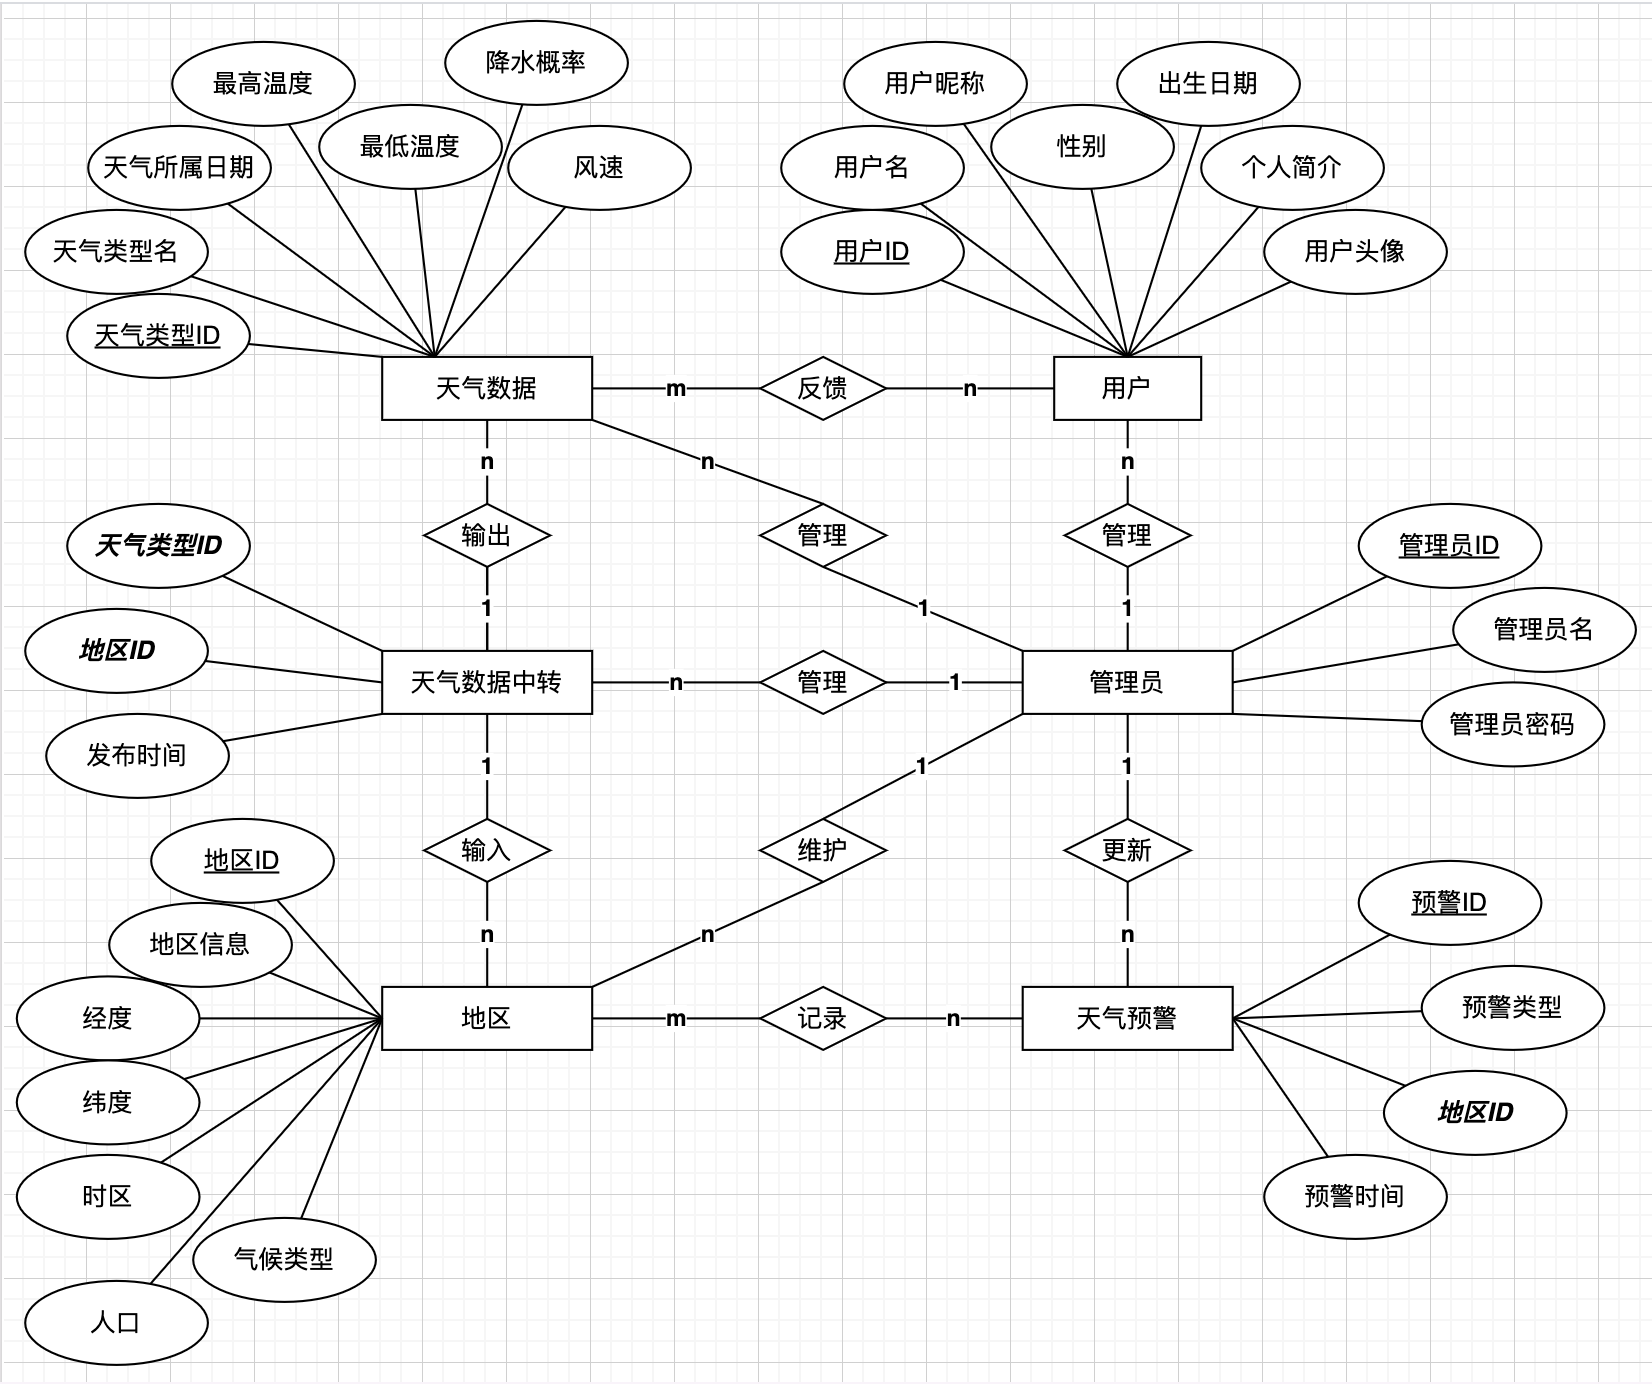 降水概率
最高温度
用户昵称
出生日期
最低温度
性别
天气所属日期
风速
用户名
个人简介
天气类型名
用户ID
用户头像
天气类型ID
天气数据
m
反馈
n
用户
n
n
n
输出
管理
管理
天气类型ID
管理员ID
1
1
1
管理员名
地区ID
天气数据中转
n
管理
1
管理员
管理员密码
发布时间
1
1
1
输入
维护
更新
地区ID
预警ID
n
n
n
地区信息
预警类型
经度
地区
m
记录
n
天气预警
纬度
地区ID
时区
预警时间
气候类型
人口